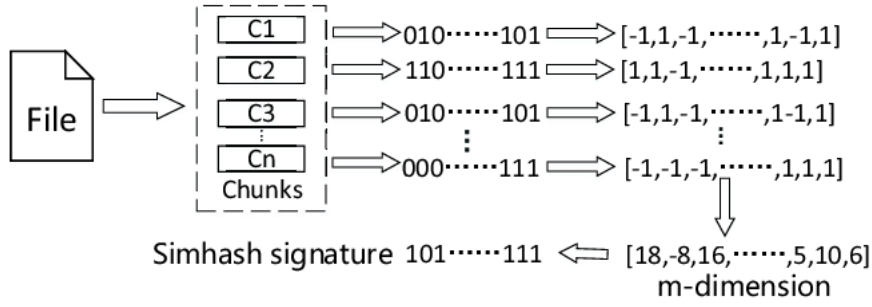 C1 010······101 [-1,1,-1,······,1,-1,1]
C2 110······111 [1,1,-1,······,1,1,1]
File C3 010······101 [-1,1,-1,······,1-1,1]
Cn 000······111 [-1,-1,-1,······,1,1,1]
Chunks
Simhash signature 101······111 [18,-8,16,······,5,10,6]
m-dimension